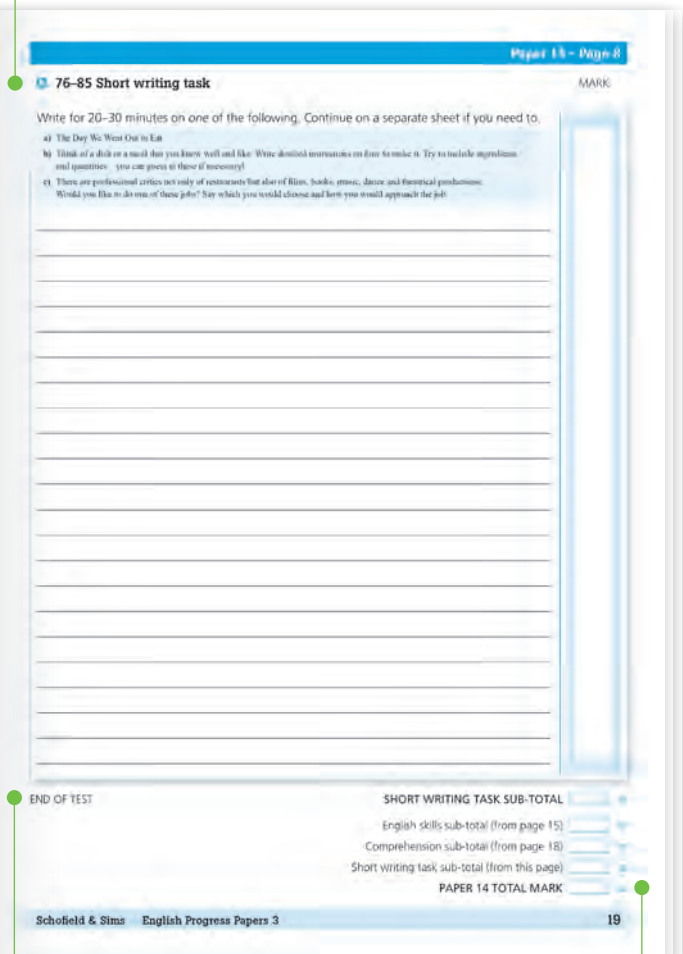 Page 8
76–85 Short writing task
MARK
Write for 20–30 minutes on one of the following. Continue on a separate sheet if you need to.
a) The Day We Went Out to Eat
b) Think of a dish or a meal that you know well and like. Write detailed instructions on how to make it. Try to include ingredients
and quantities – you can guess at these if necessary!
c) There are professional critics not only of restaurants but also of films, books, music, dance and theatrical productions.
Would you like to do one of these jobs? Say which you would choose and how you would approach the job.
END OF TEST
SHORT WRITING TASK SUB-TOTAL
English skills sub-total (from page 15)
Comprehension sub-total (from page 18)
Short writing task sub-total (from this page)
PAPER 14 TOTAL MARK
Schofield & Sims English Progress Papers 3
19